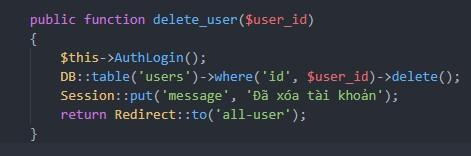 public function delete_user($user_id)
{
$this->AuthLogin();
DB::table('users')->where('id', $user_id)->delete();
Session::put('message', 'Đã xóa tài khoản');
return Redirect::to('all-user');
}